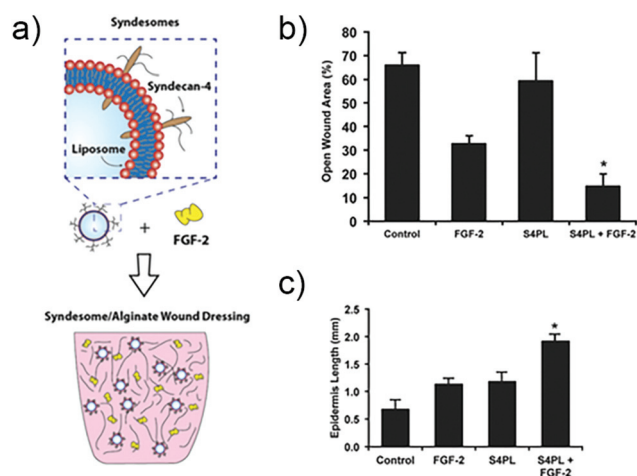 a)
Syndesomes
Syndecan-4
Liposome
+
FGF-2
Syndesome/Alginate Wound Dressing
b)
Open Wound Area (%)
80
70
60
50
40
30
20
10
0
*
Control FGF-2 S4PL S4PL + FGF-2
c)
Epidermis Length (mm)
2.5
2.0
1.5
1.0
0.5
0.0
*
Control FGF-2 S4PL S4PL +
FGF-2